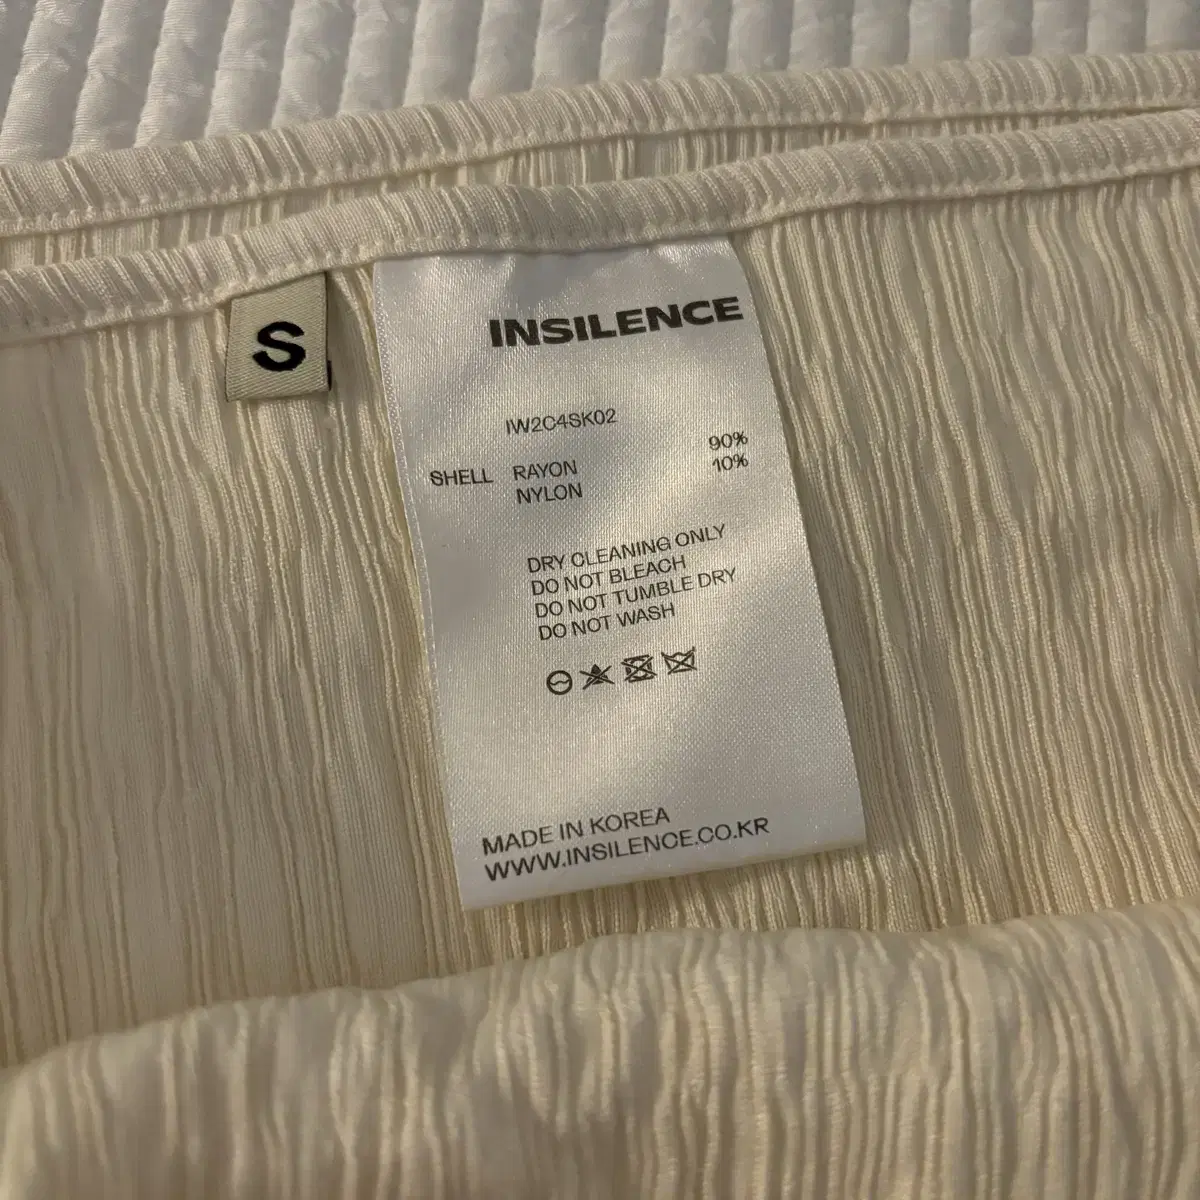 S
INSILENCE
IW2C4SK02
SHELL RAYON 90%
NYLON 10%
DRY CLEANING ONLY
DO NOT BLEACH
DO NOT TUMBLE DRY
DO NOT WASH
MADE IN KOREA
WWW.INSILENCE.CO.KR